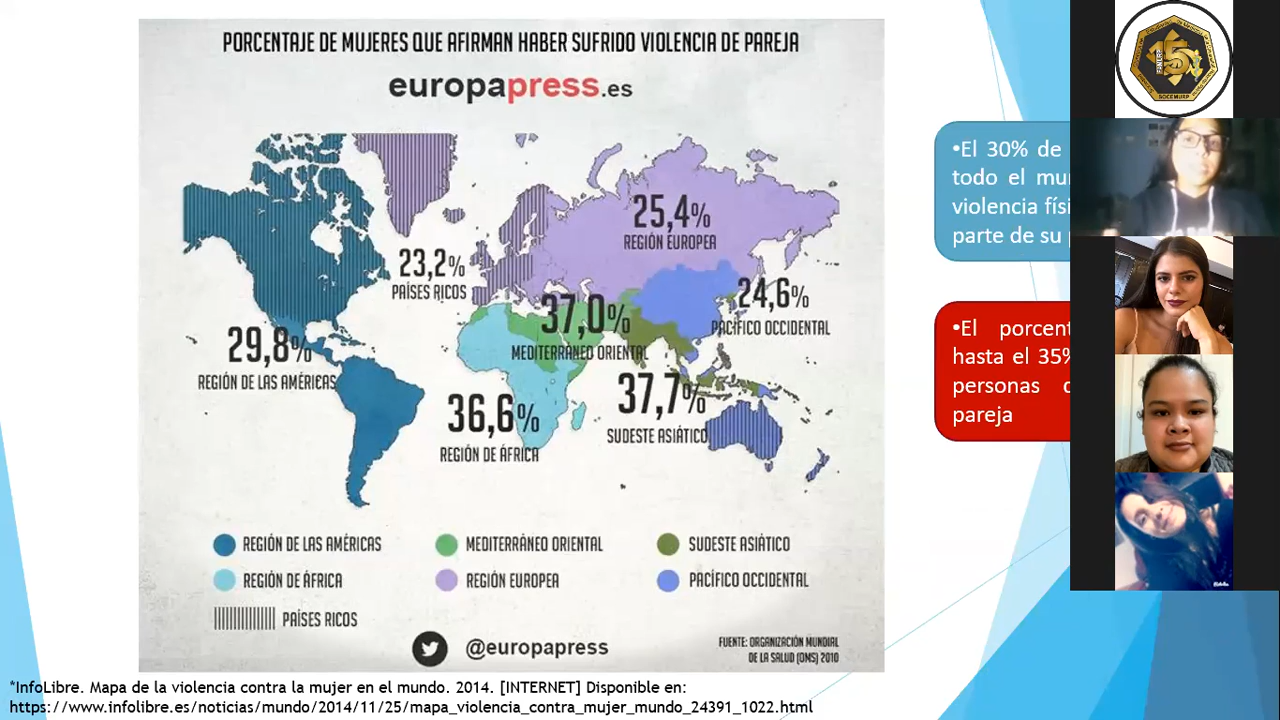 PORCENTAJE DE MUJERES QUE AFIRMAN HABER SUFRIDO VIOLENCIA DE PAREJA
europapress.es
25,4%
REGIÓN EUROPEA
23,2%
PAÍSES RICOS
24,6%
PACÍFICO OCCIDENTAL
37,0%
MEDITERRÁNEO ORIENTAL
29,8%
REGIÓN DE LAS AMÉRICAS
37,7%
SUDESTE ASIÁTICO
36,6%
REGIÓN DE ÁFRICA
REGIÓN DE LAS AMÉRICAS
MEDITERRÁNEO ORIENTAL
SUDESTE ASIÁTICO
REGIÓN DE ÁFRICA
REGIÓN EUROPEA
PACÍFICO OCCIDENTAL
PAÍSES RICOS
@europapress
FUENTE: ORGANIZACIÓN MUNDIAL
DE LA SALUD (OMS) 2010
•El 30% de
todo el
violencia
parte de su
•El
hasta el 35%
personas
pareja
15
SOCEMURP
*InfoLibre. Mapa de la violencia contra la mujer en el mundo. 2014. [INTERNET] Disponible en:
https://www.infolibre.es/noticias/mundo/2014/11/25/mapa_violencia_contra_mujer_mundo_24391_1022.html